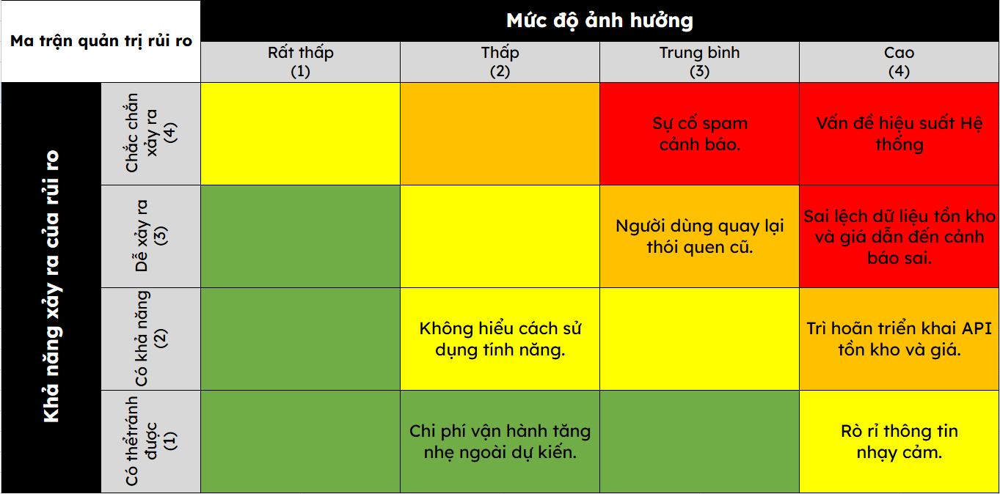 Ma trận quản trị rủi ro
Mức độ ảnh hưởng
Rất thấp
(1)
Thấp
(2)
Trung bình
(3)
Cao
(4)
Khả năng xảy ra của rủi ro
Chắc chắn
xảy ra
(4)
Sự cố spam
cảnh báo.
Vấn đề hiệu suất Hệ
thống
Dễ xảy ra
(3)
Người dùng quay lại
thói quen cũ.
Sai lệch dữ liệu tồn kho
và giá dẫn đến cảnh
báo sai.
Có khả năng
(2)
Không hiểu cách sử
dụng tính năng.
Trì hoãn triển khai API
tồn kho và giá.
Có thểtránh
được
(1)
Chi phí vận hành tăng
nhẹ ngoài dự kiến.
Rò rỉ thông tin
nhạy cảm.